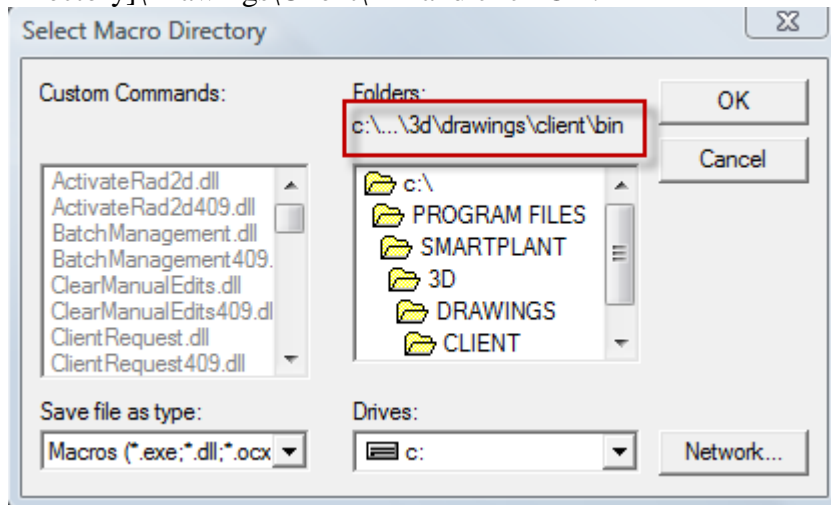 Select Macro Directory
Custom Commands:
Folders:
OK
c:\...\3d\drawings\client\bin
Cancel
ActivateRad2d.dll
ActivateRad2d409.dll
BatchManagement.dll
BatchManagement409.
ClearManualEdits.dll
ClearManualEdits409.dl
ClientRequest.dll
ClientRequest409.dll
c:\
PROGRAM FILES
SMARTPLANT
3D
DRAWINGS
CLIENT
Save file as type:
Drives:
Macros (*.exe;*.dll;*.ocx
c:
Network...